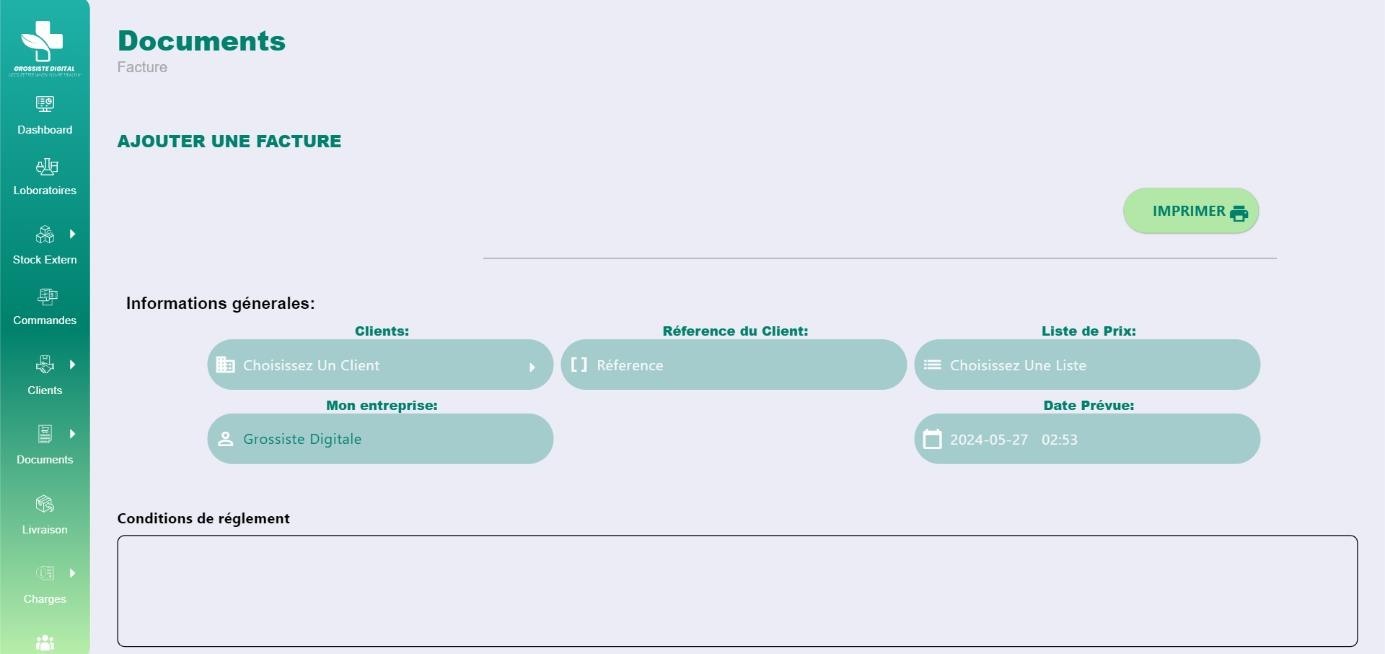 GROSSISTE DIGITAL
Dashboard
Loboratoires
Stock Extern
Commandes
Clients
Documents
Livraison
Charges
Documents
Facture
AJOUTER UNE FACTURE
IMPRIMER
Informations génerales:
Clients: Réference du Client: Liste de Prix:
Choisissez Un Client [ ] Réference Choisissez Une Liste
Mon entreprise: Date Prévue:
Grossiste Digitale 2024-05-27 02:53
Conditions de réglement